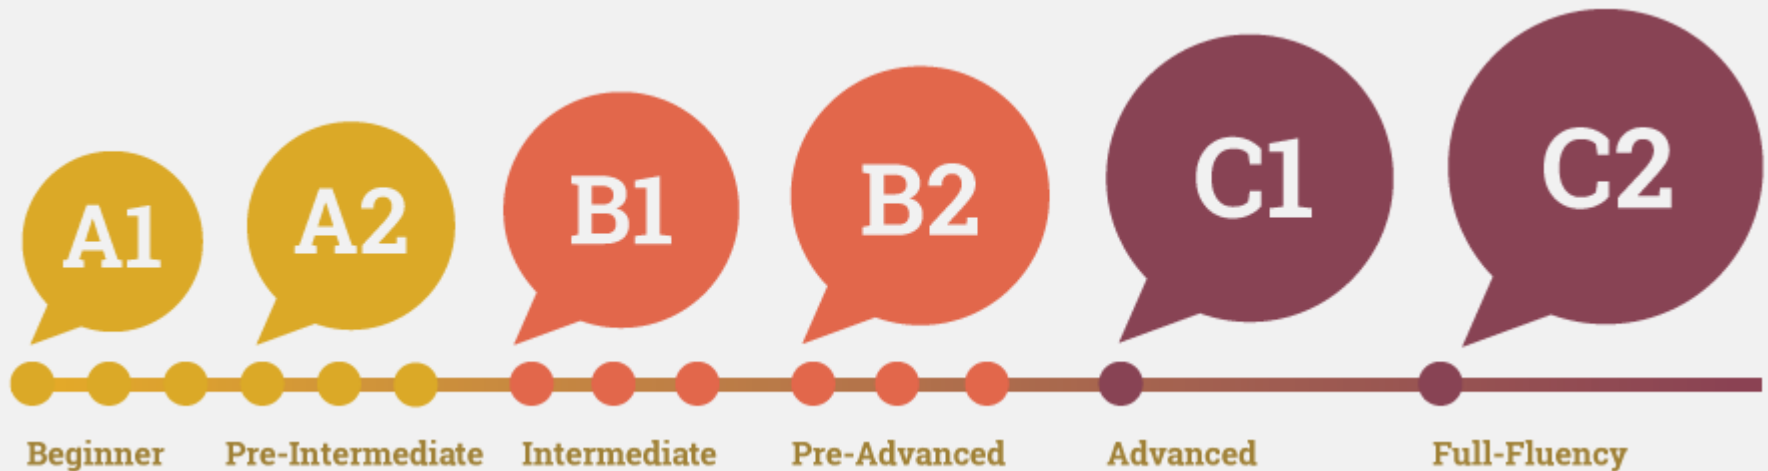 A1 A2 B1 B2 C1 C2
Beginner Pre-Intermediate Intermediate Pre-Advanced Advanced Full-Fluency